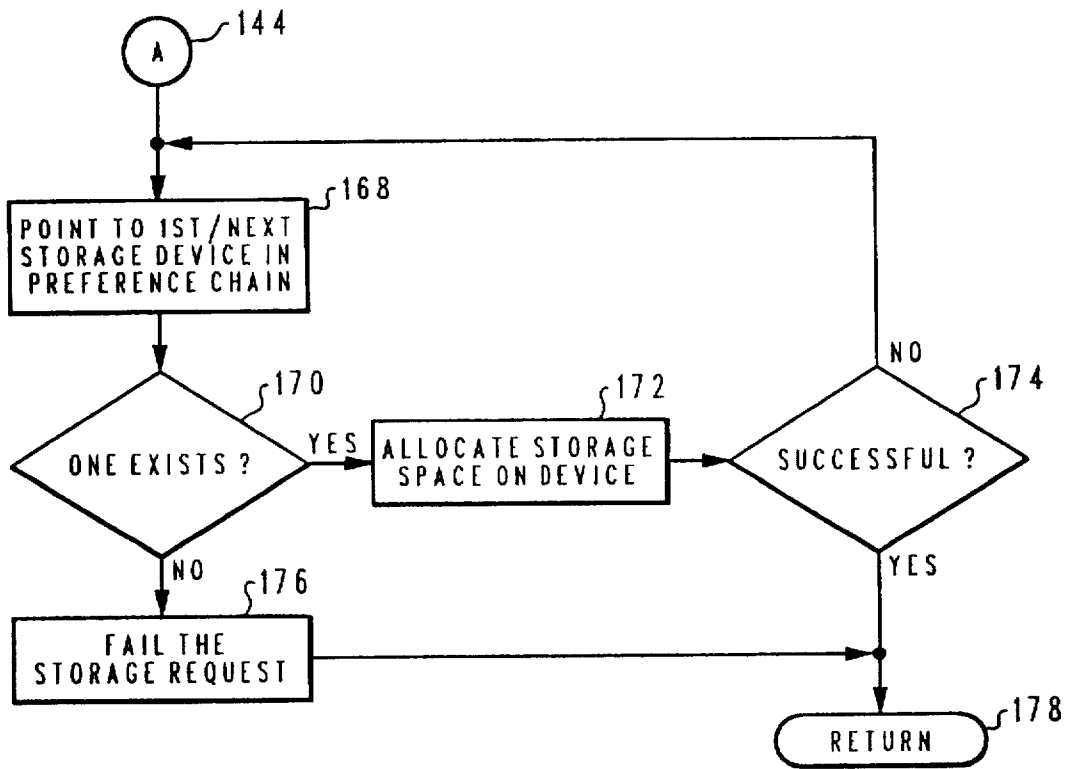 144
A
168
POINT TO 1ST/NEXT
STORAGE DEVICE IN
PREFERENCE CHAIN
170
ONE EXISTS ?
YES
172
ALLOCATE STORAGE
SPACE ON DEVICE
NO
174
SUCCESSFUL ?
NO
YES
176
FAIL THE
STORAGE REQUEST
178
RETURN